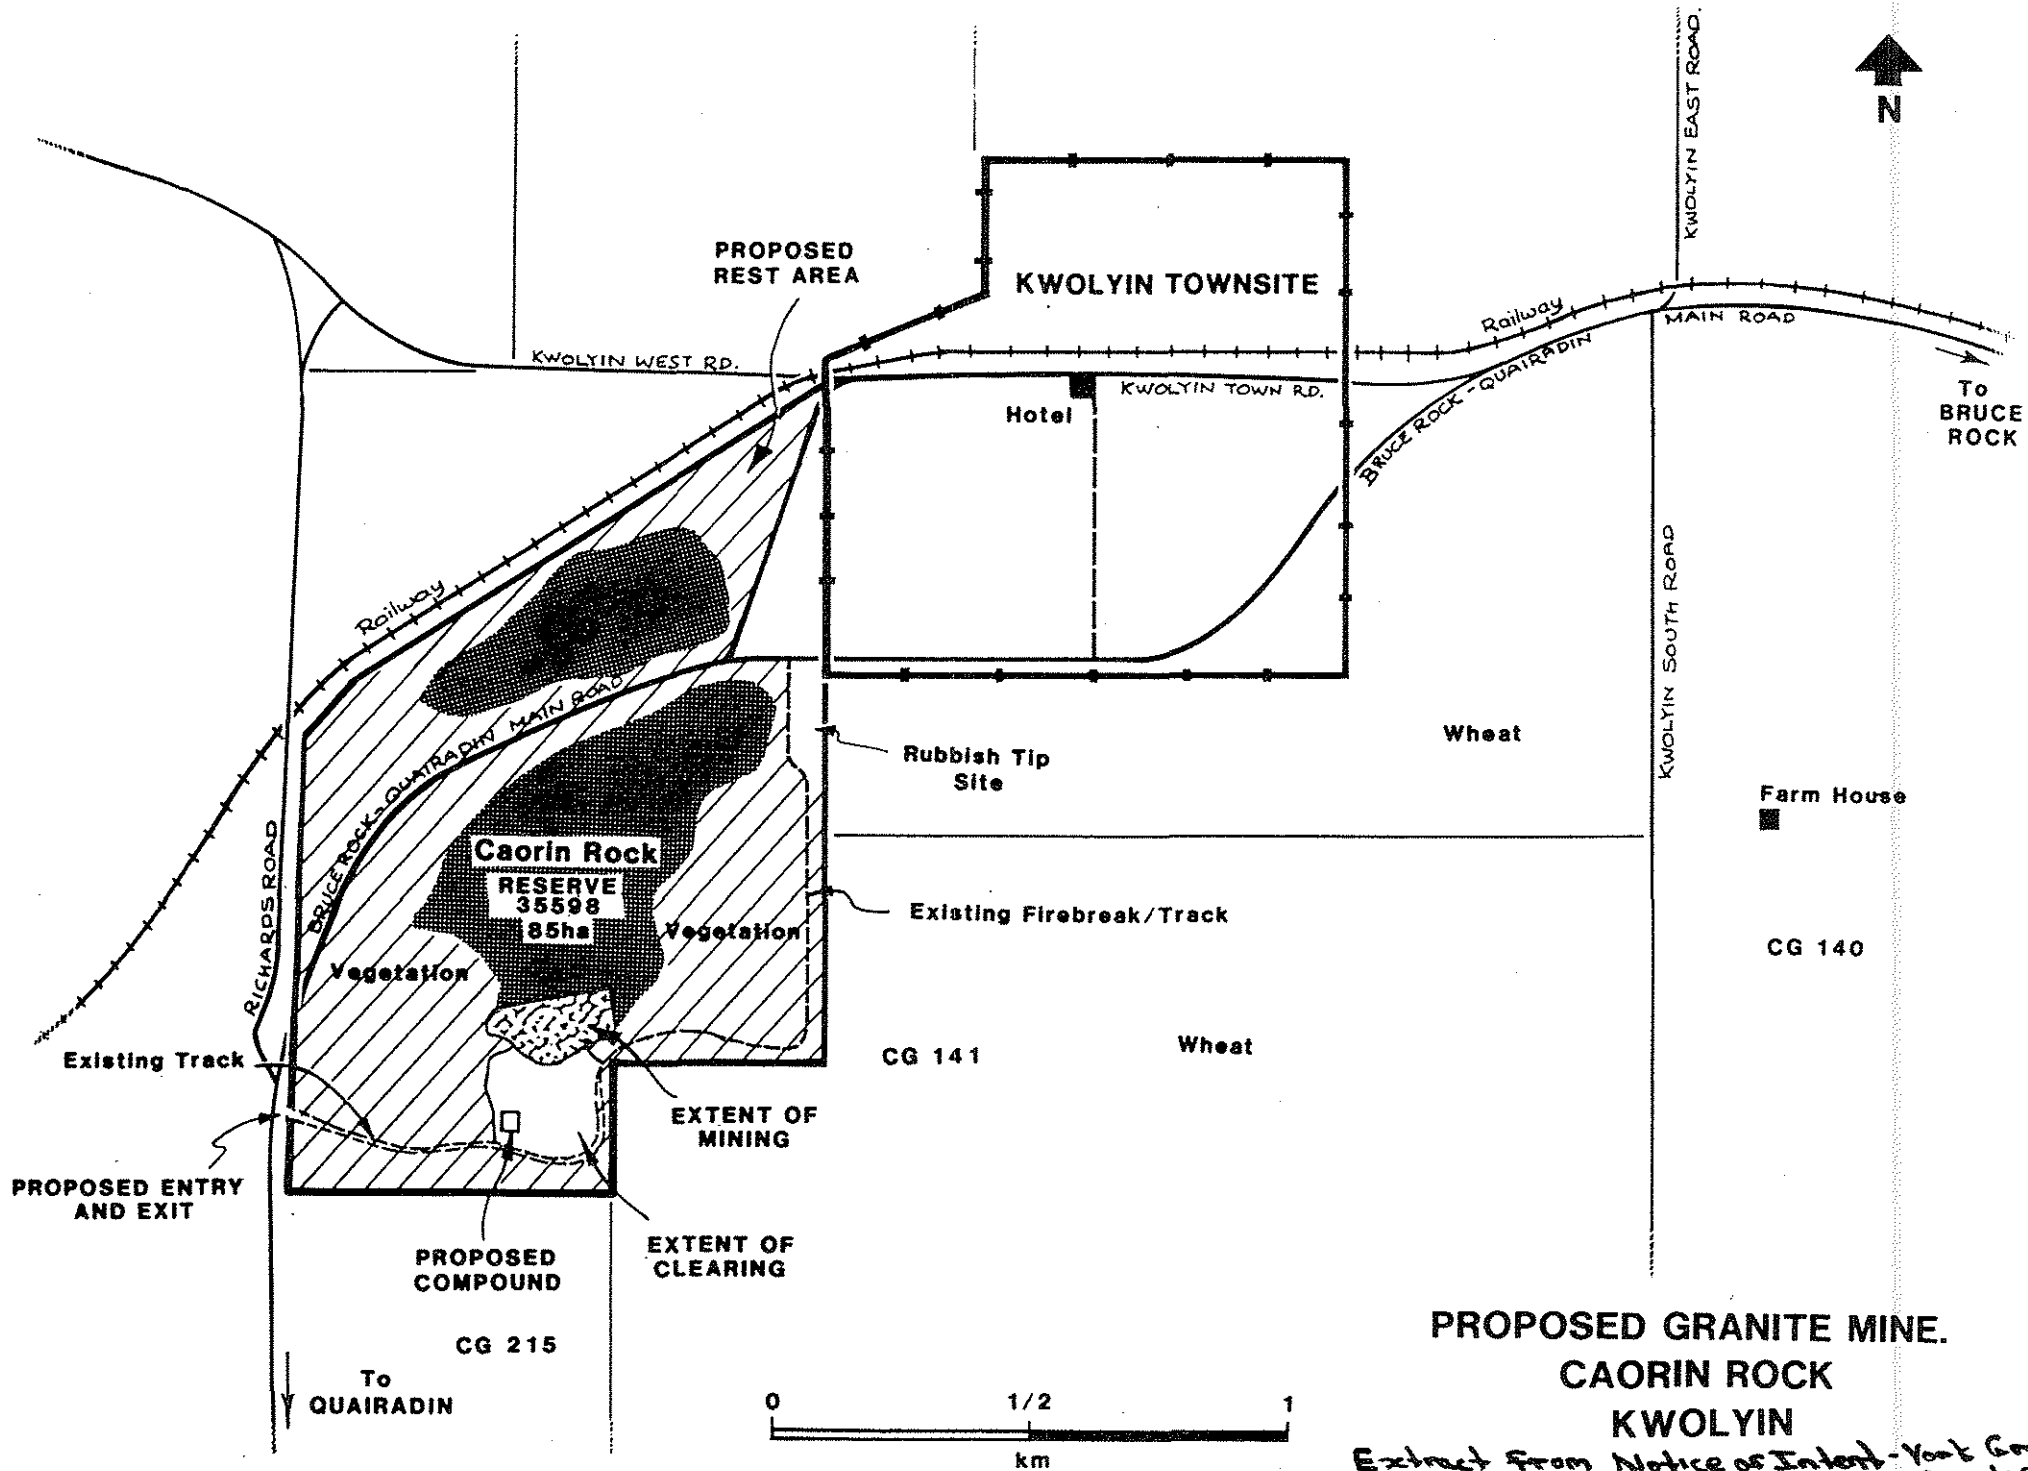 KWOLYIN EAST ROAD.
N
PROPOSED
REST AREA
KWOLYIN TOWNSITE
Railway
MAIN ROAD
KWOLYIN WEST RD.
KWOLYIN TOWN RD.
BRUCE ROCK - QUAIRADIN
Hotel
To
BRUCE
ROCK
KWOLYIN SOUTH ROAD
Railway
BRUCE ROCK - QUAIRADIN MAIN ROAD
Wheat
Rubbish Tip
Site
Farm House
RICHARDS ROAD
Caorin Rock
RESERVE
35598
85ha
Existing Firebreak/Track
Vegetation
Vegetation
CG 140
Existing Track
CG 141
Wheat
EXTENT OF
MINING
PROPOSED ENTRY
AND EXIT
PROPOSED
COMPOUND
EXTENT OF
CLEARING
CG 215
To
QUAIRADIN
0 1/2 1
km
PROPOSED GRANITE MINE.
CAORIN ROCK
KWOLYIN
Extract from Notice of Intent -